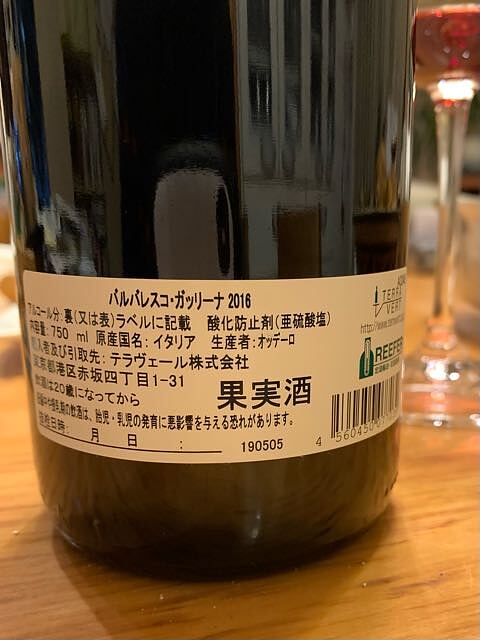 バルバレスコ・ガッリーナ 2016
アルコール分:裏(又は表)ラベルに記載 酸化防止剤(亜硫酸塩)
内容量:750 ml 原産国名:イタリア 生産者:オッデーロ
輸入者及び引取先:テラヴェール株式会社
東京都港区赤坂四丁目1-31
飲酒は20歳になってから
果実酒
妊娠中や授乳期の飲酒は、胎児・乳児の発育に悪影響を与える恐れがあります。
月 日 :
190505
4 560450
TERRA VERT
http://www.
REEFER